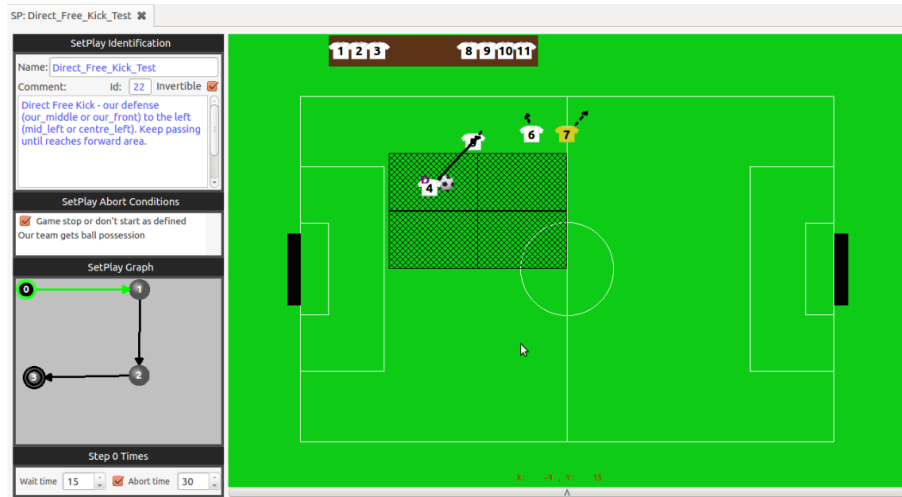 SP: Direct_Free_Kick_Test ✖
SetPlay Identification
Name: Direct_Free_Kick_Test
Comment: Id: 22 Invertible
Direct Free Kick - our defense
(our_middle or our_front) to the left
(mid_left or centre_left). Keep passing
until reaches forward area.
SetPlay Abort Conditions
Game stop or don't start as defined
Our team gets ball possession
SetPlay Graph
0 1
3 2
Step 0 Times
Wait time 15 Abort time 30
1 2 3 8 9 10 11
5 6 7
4
X: -9 , Y: 15